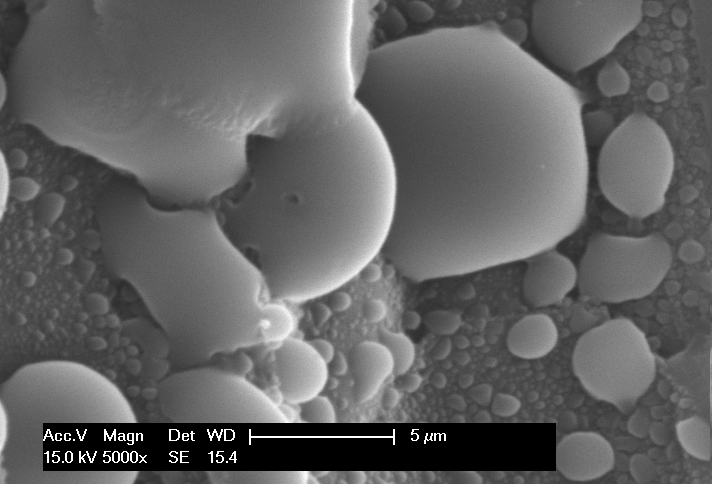 Acc.V Magn Det WD 5 µm
15.0 kV 5000x SE 15.4